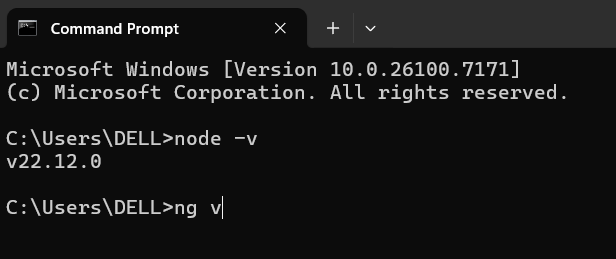 Command Prompt
Microsoft Windows [Version 10.0.26100.7171]
(c) Microsoft Corporation. All rights reserved.
C:\Users\DELL>node -v
v22.12.0
C:\Users\DELL>ng v